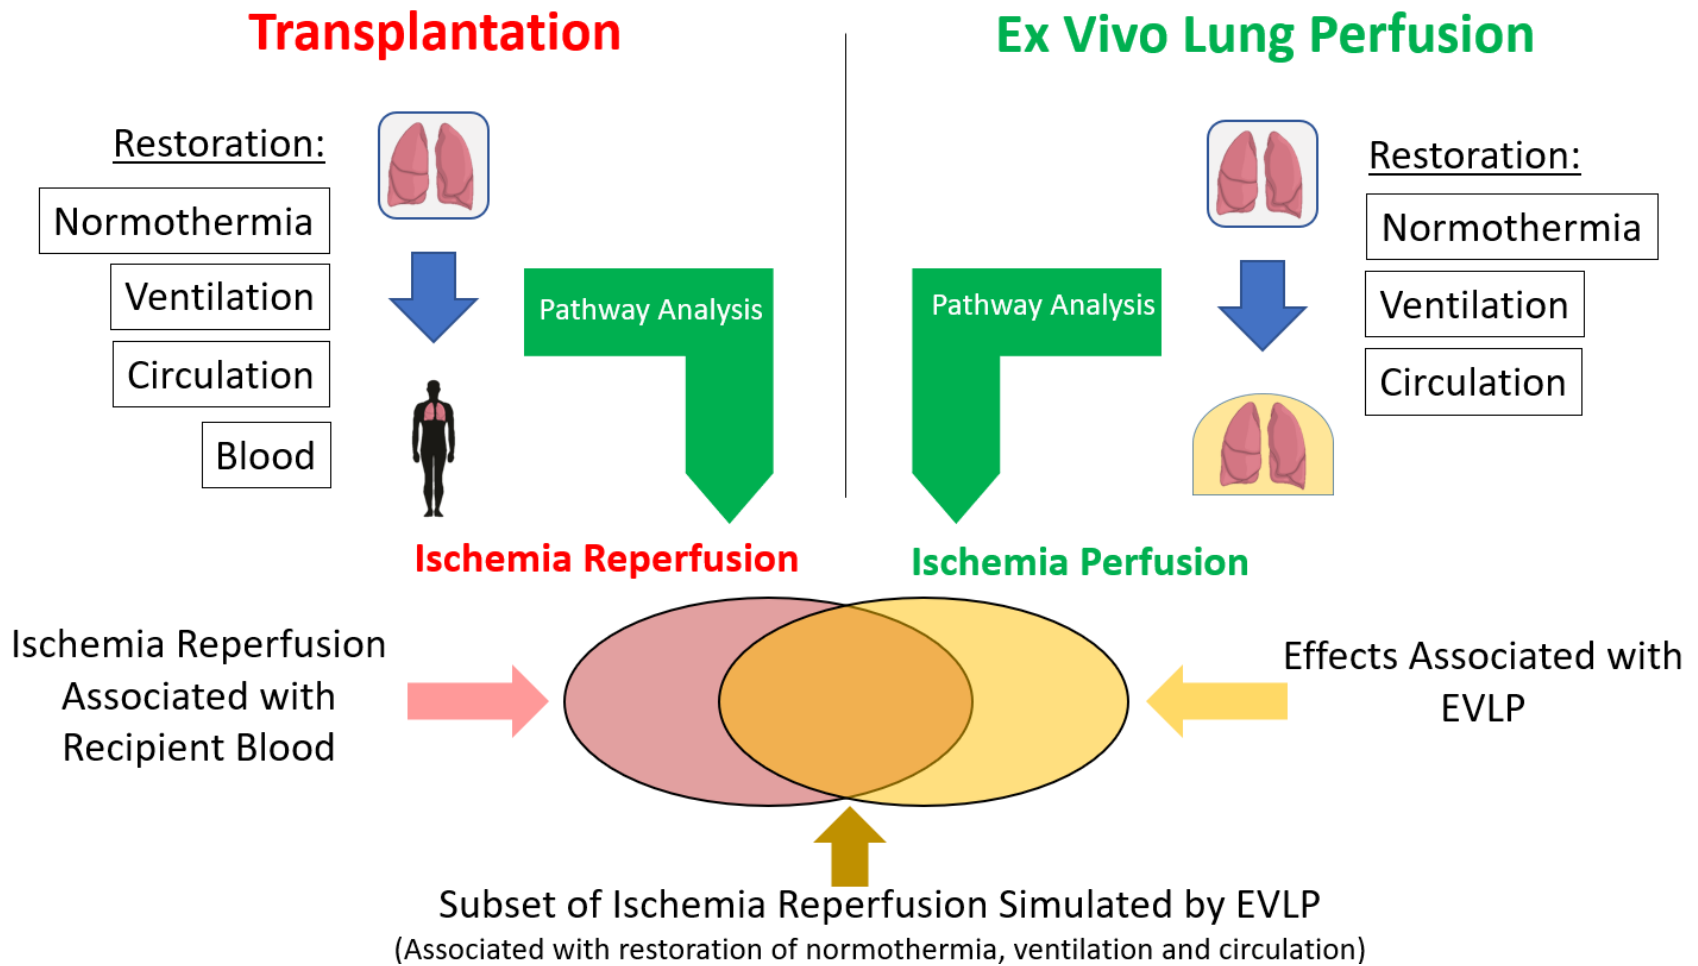 Transplantation
Restoration:
Normothermia
Ventilation
Circulation
Blood
Pathway Analysis
Ex Vivo Lung Perfusion
Restoration:
Normothermia
Ventilation
Circulation
Pathway Analysis
Ischemia Reperfusion
Ischemia Perfusion
Ischemia Reperfusion
Associated with
Recipient Blood
Effects Associated with
EVLP
Subset of Ischemia Reperfusion Simulated by EVLP
(Associated with restoration of normothermia, ventilation and circulation)